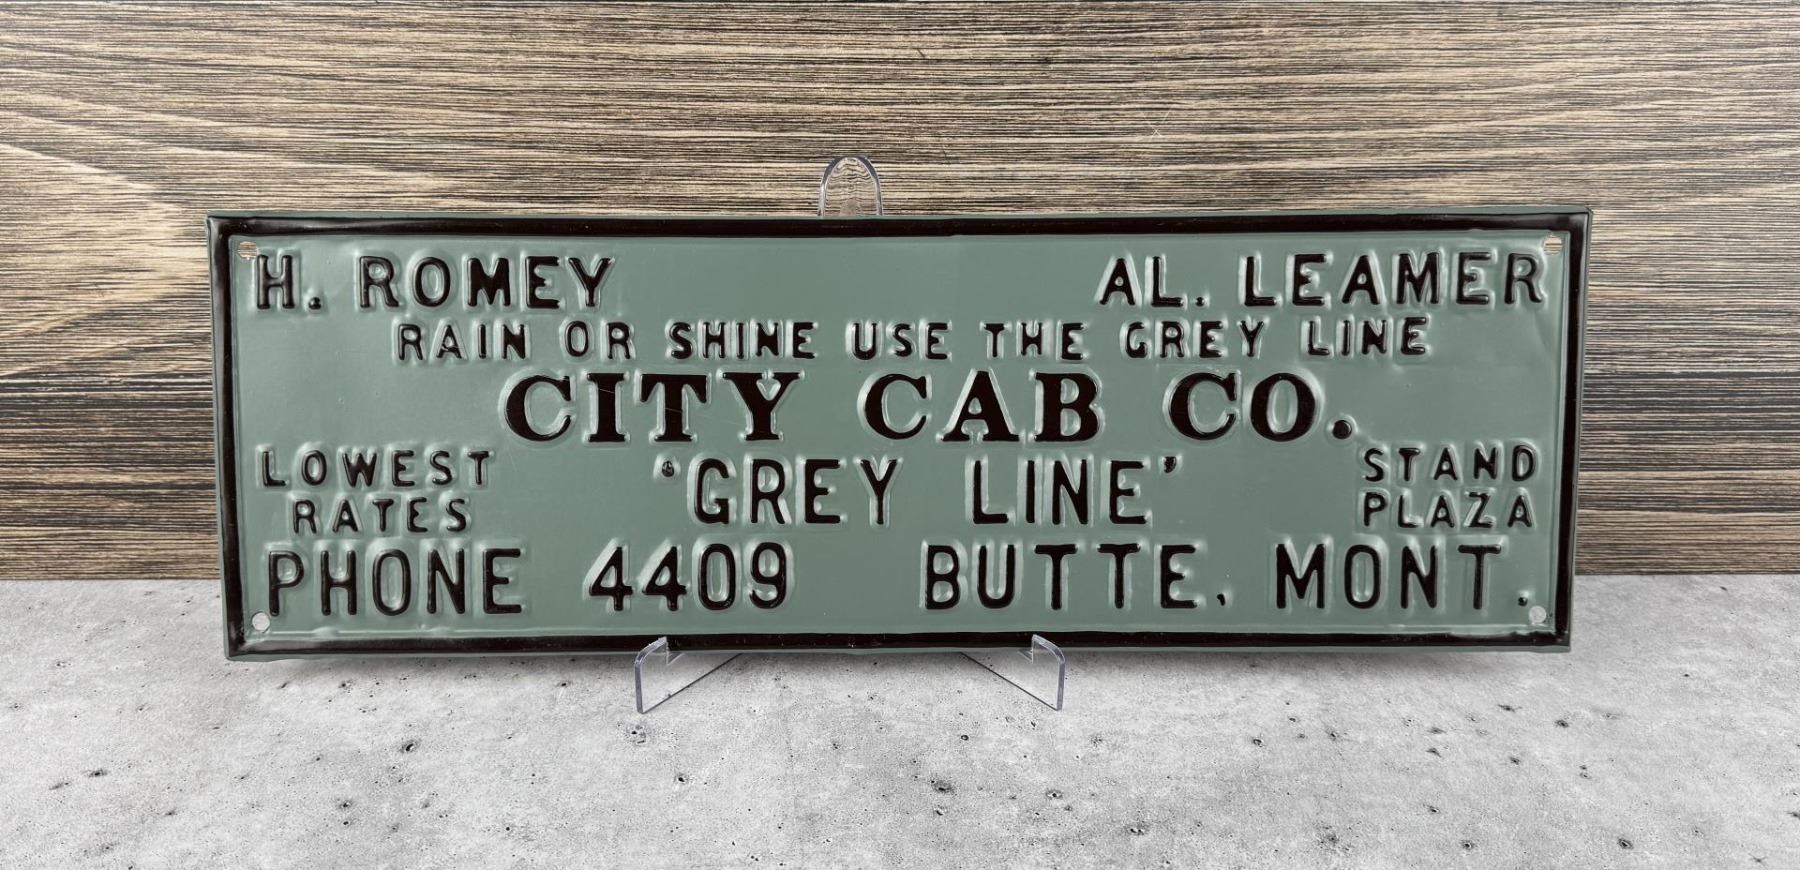 H. ROMEY AL. LEAMER
RAIN OR SHINE USE THE GREY LINE
CITY CAB CO.
LOWEST RATES
'GREY LINE'
STAND PLAZA
PHONE 4409 BUTTE, MONT.